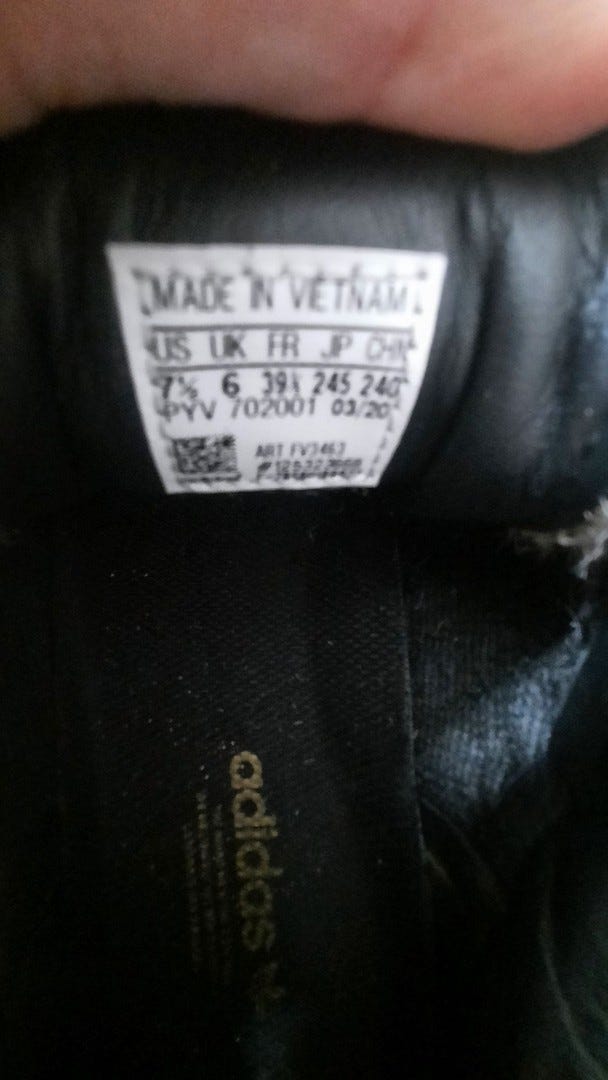 MADE IN VIETNAM
US UK FR JP CHN
7½ 6 39⅓ 245 240
PYV 702001 03/20
ART FV3463
adidas